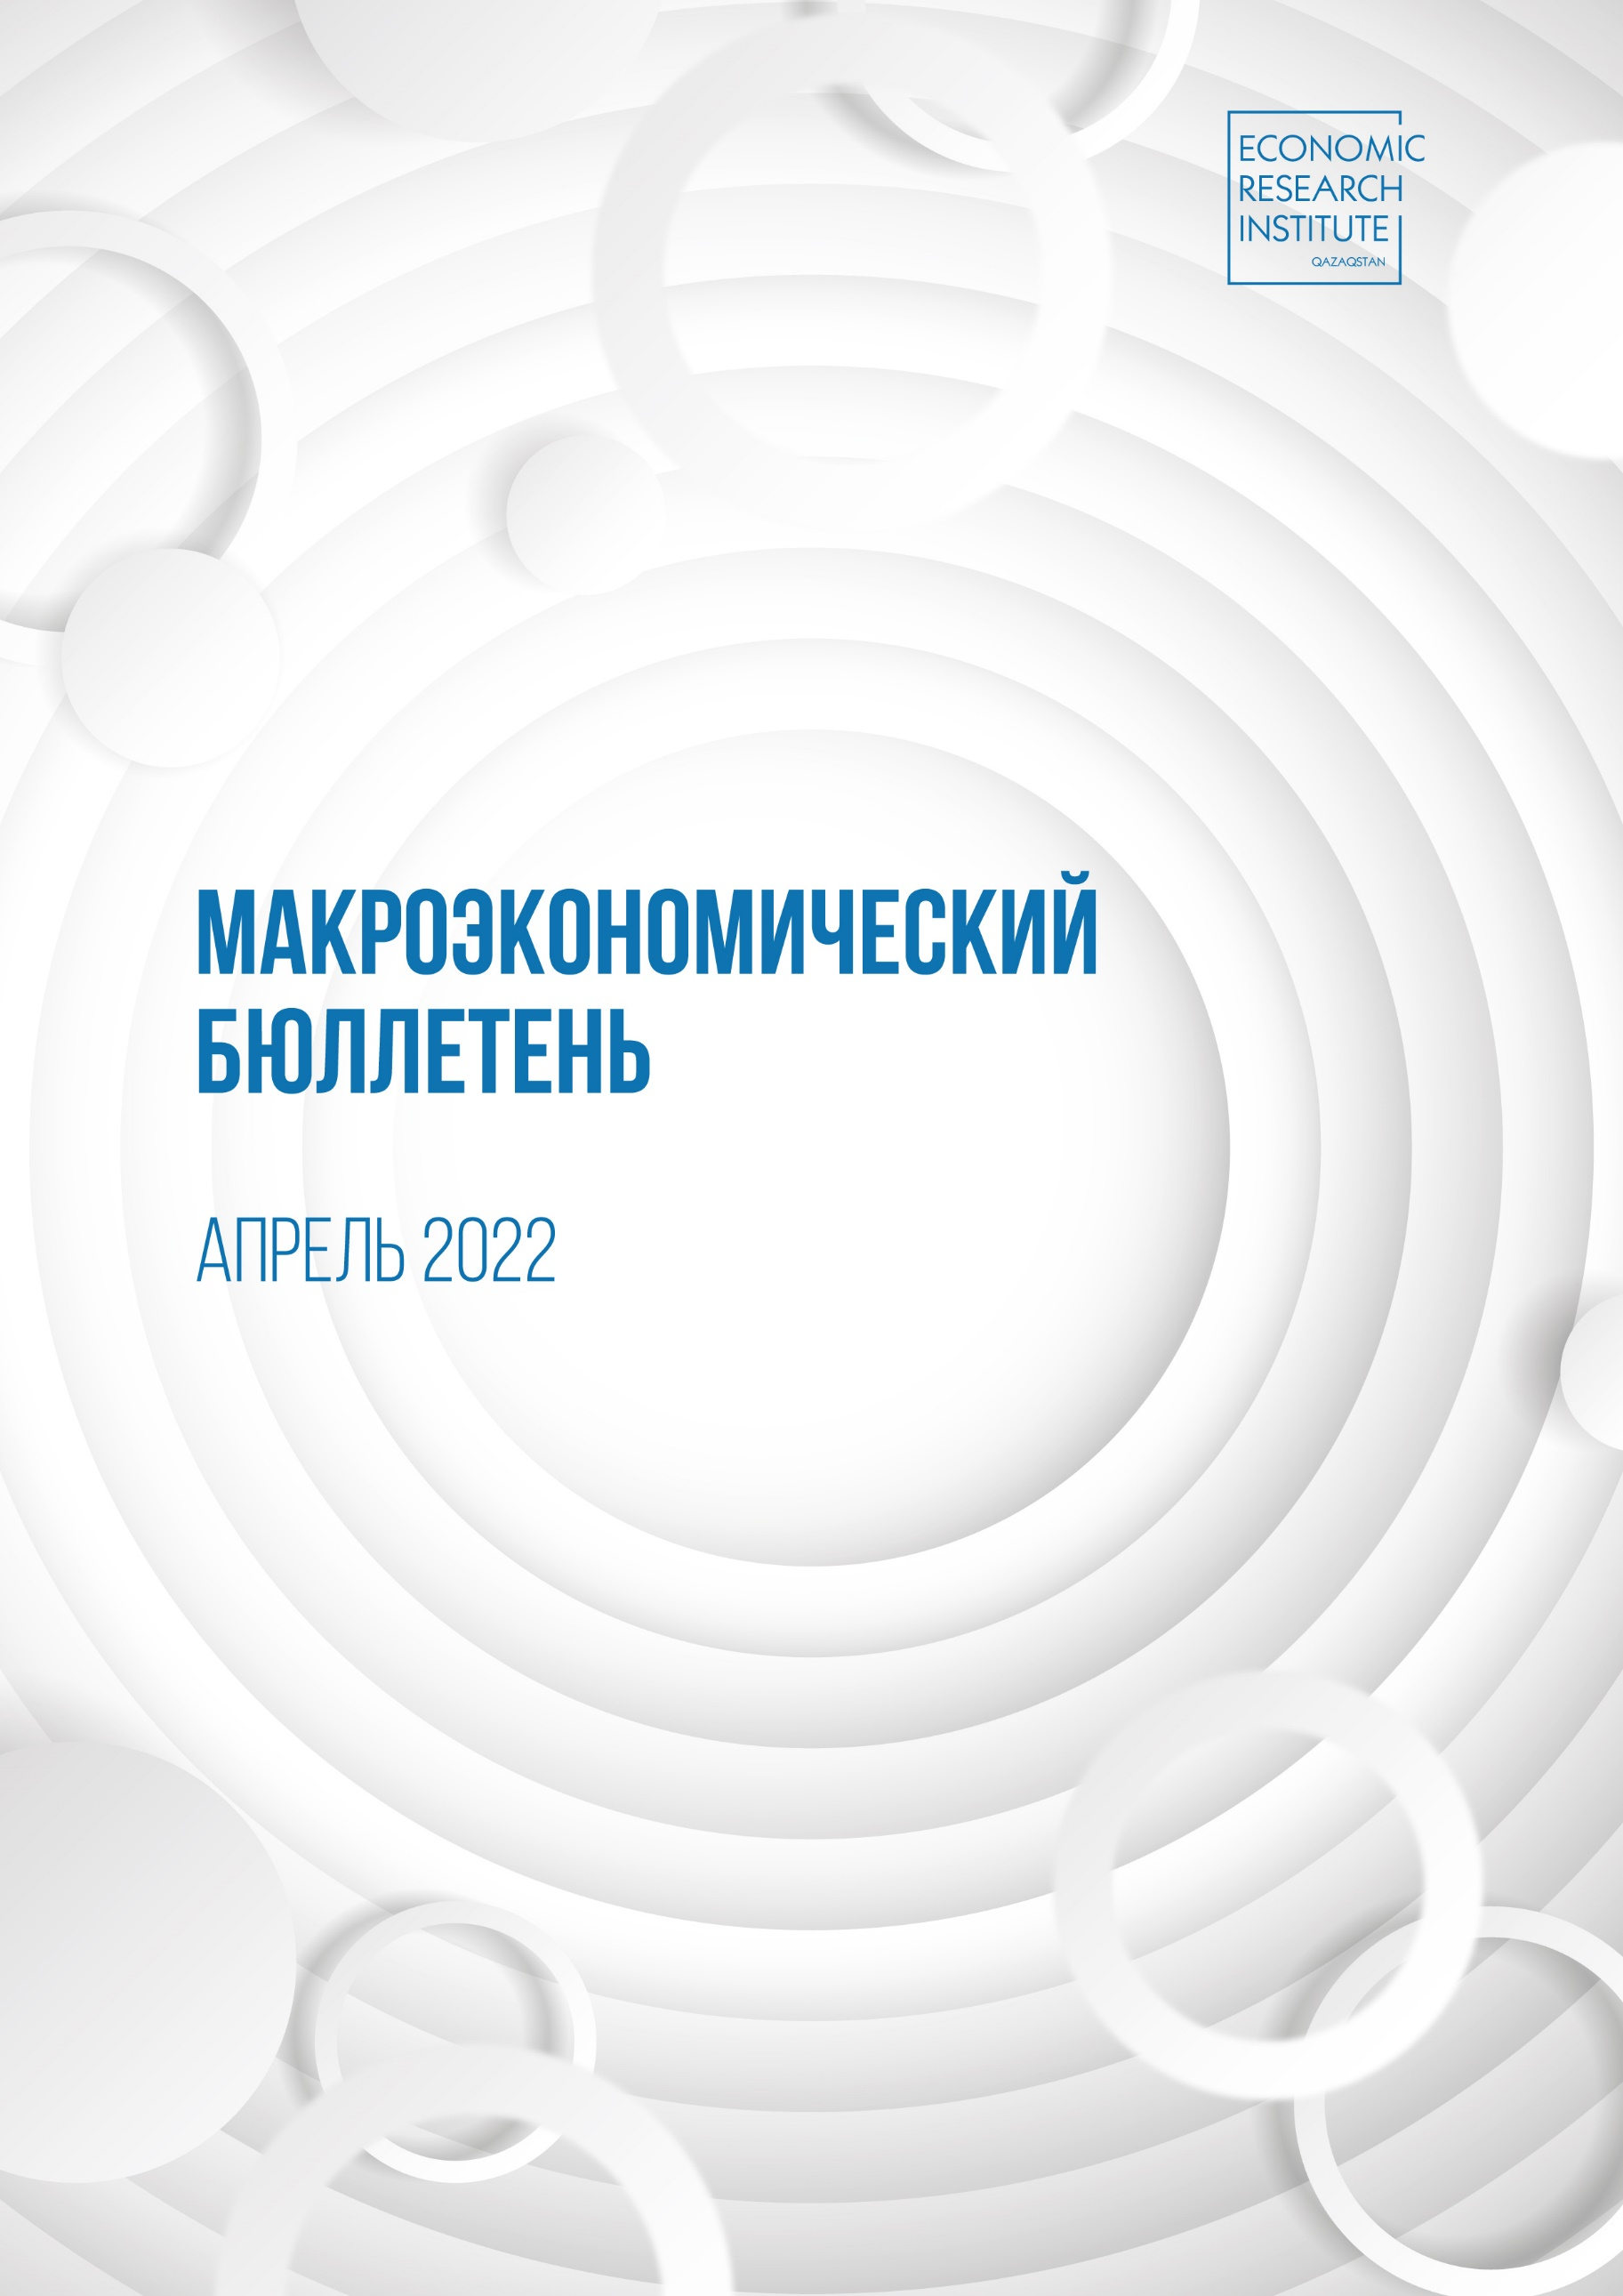 ECONOMIC
RESEARCH
INSTITUTE
QAZAQSTAN
МАКРОЭКОНОМИЧЕСКИЙ
БЮЛЛЕТЕНЬ
АПРЕЛЬ 2022